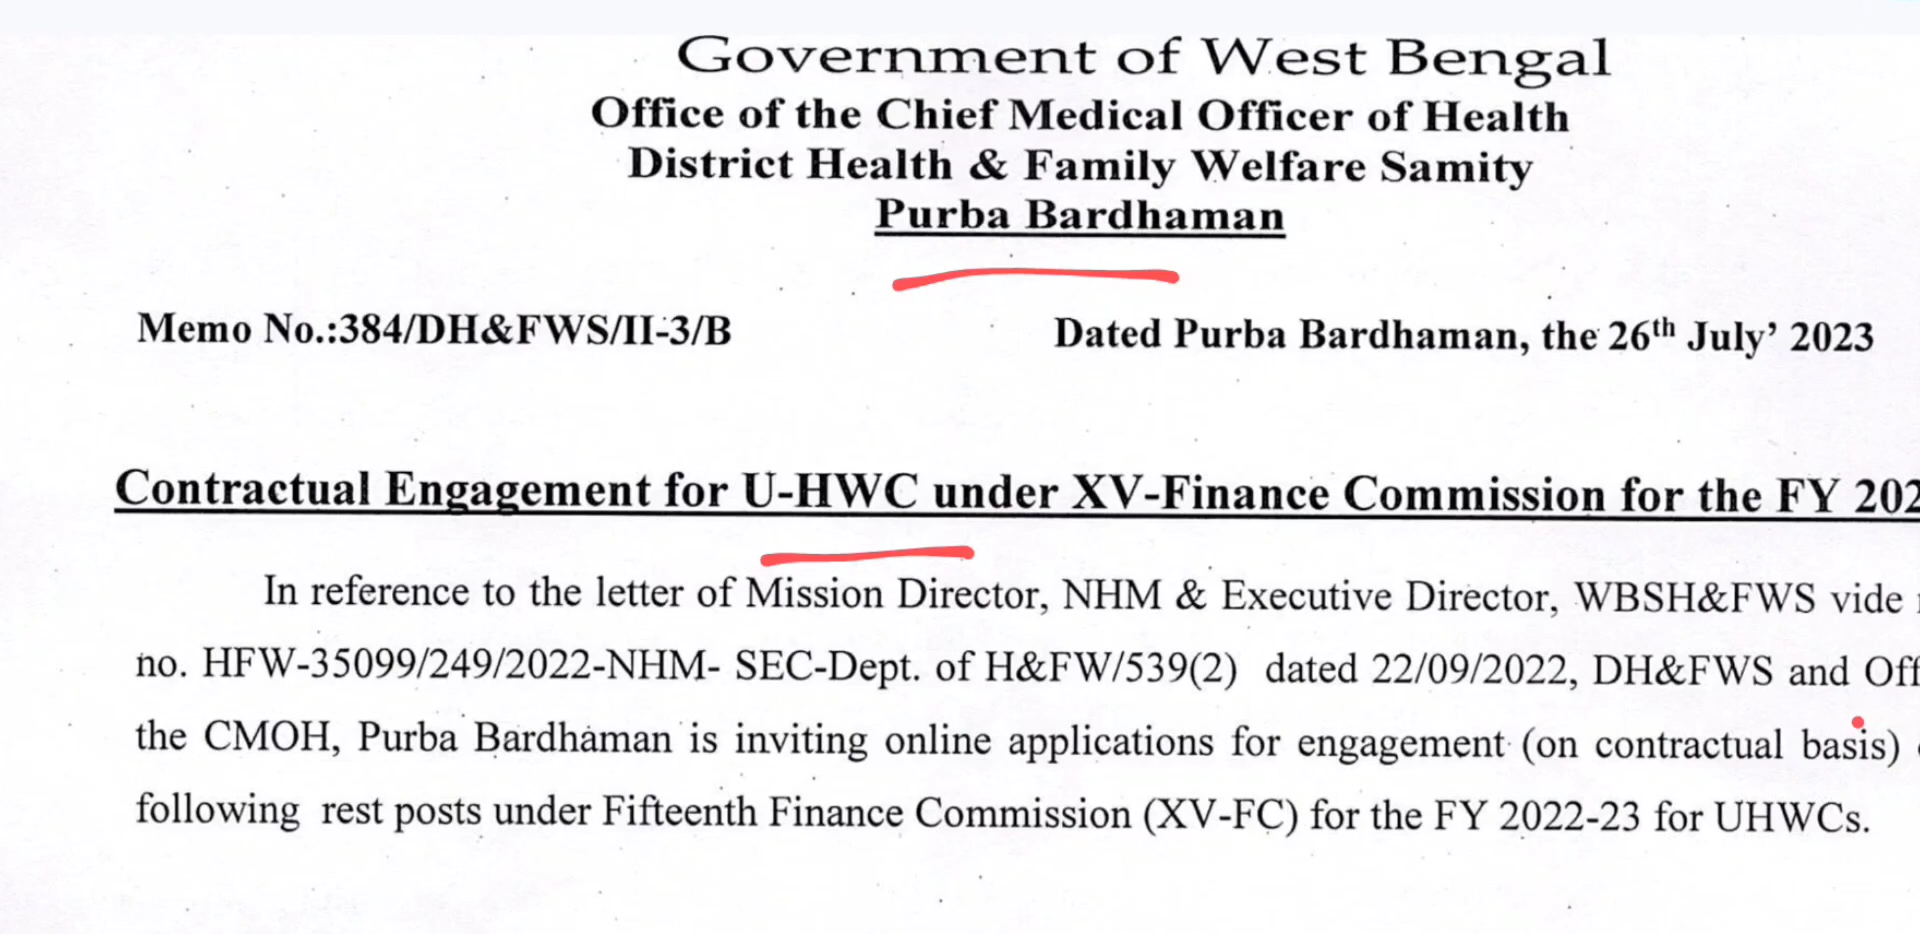 Government of West Bengal
Office of the Chief Medical Officer of Health
District Health & Family Welfare Samity
Purba Bardhaman
Memo No.:384/DH&FWS/II-3/B Dated Purba Bardhaman, the 26th July’ 2023
Contractual Engagement for U-HWC under XV-Finance Commission for the FY 202
In reference to the letter of Mission Director, NHM & Executive Director, WBSH&FWS vide
no. HFW-35099/249/2022-NHM- SEC-Dept. of H&FW/539(2) dated 22/09/2022, DH&FWS and Off
the CMOH, Purba Bardhaman is inviting online applications for engagement (on contractual basis)
following rest posts under Fifteenth Finance Commission (XV-FC) for the FY 2022-23 for UHWCs.